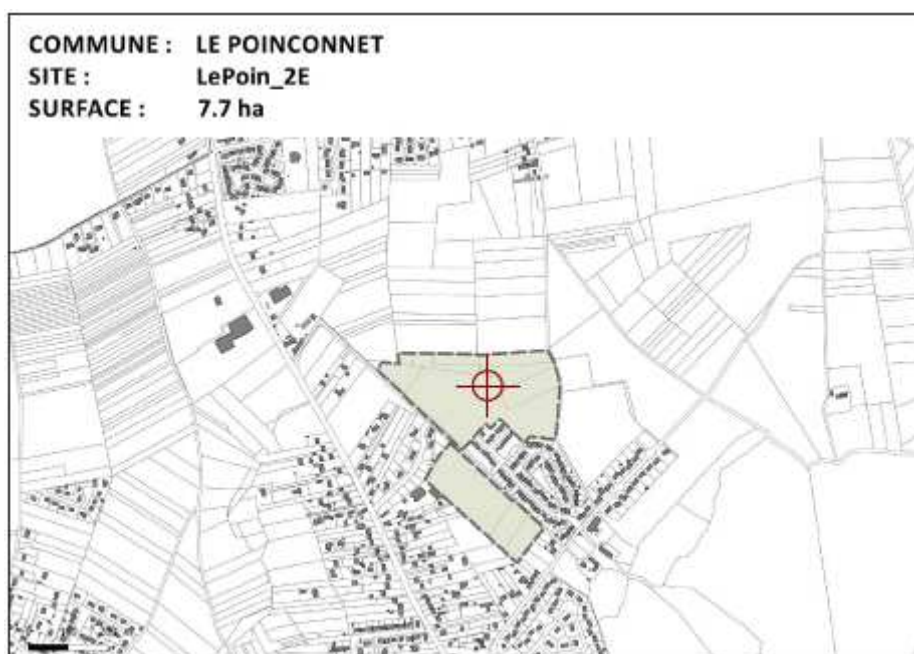 COMMUNE : LE POINCONNET
SITE : LePoin_2E
SURFACE : 7.7 ha